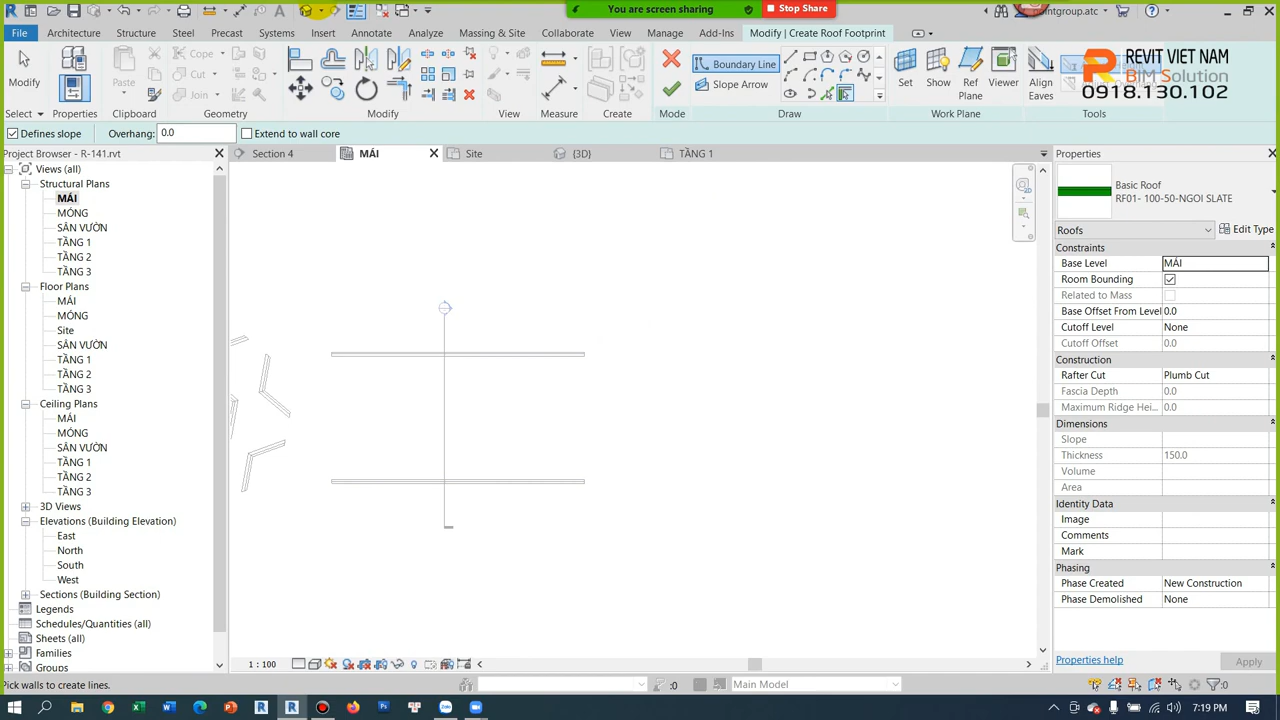 You are screen sharing
Stop Share
pointgroup.atc
File Architecture Structure Steel Precast Systems Insert Annotate Analyze Massing & Site Collaborate View Manage Add-Ins Modify | Create Roof Footprint
REVIT VIET NAM
BIM Solution
0918.130.102
Modify
Paste
Cope
Cut
Join
Boundary Line
Slope Arrow
Set
Show
Ref Plane
Viewer
Align Eaves
Select Properties Clipboard Geometry Modify View Measure Create Mode Draw Work Plane Tools
Defines slope Overhang: 0.0 Extend to wall core
Project Browser - R-141.rvt
Section 4 MÁI Site {3D} TẦNG 1
Views (all)
Structural Plans
MÁI
MÓNG
SÂN VƯỜN
TẦNG 1
TẦNG 2
TẦNG 3
Floor Plans
MÁI
MÓNG
Site
SÂN VƯỜN
TẦNG 1
TẦNG 2
TẦNG 3
Ceiling Plans
MÁI
MÓNG
SÂN VƯỜN
TẦNG 1
TẦNG 2
TẦNG 3
3D Views
Elevations (Building Elevation)
East
North
South
West
Sections (Building Section)
Legends
Schedules/Quantities (all)
Sheets (all)
Families
Groups
Properties
Basic Roof
RF01- 100-50-NGOI SLATE
Roofs Edit Type
Constraints
Base Level MÁI
Room Bounding
Related to Mass
Base Offset From Level 0.0
Cutoff Level None
Cutoff Offset 0.0
Construction
Rafter Cut Plumb Cut
Fascia Depth 0.0
Maximum Ridge Hei... 0.0
Dimensions
Slope
Thickness 150.0
Volume
Area
Identity Data
Image
Comments
Mark
Phasing
Phase Created New Construction
Phase Demolished None
Properties help Apply
1 : 100
Pick walls to create lines.
:0 Main Model :0
7:19 PM